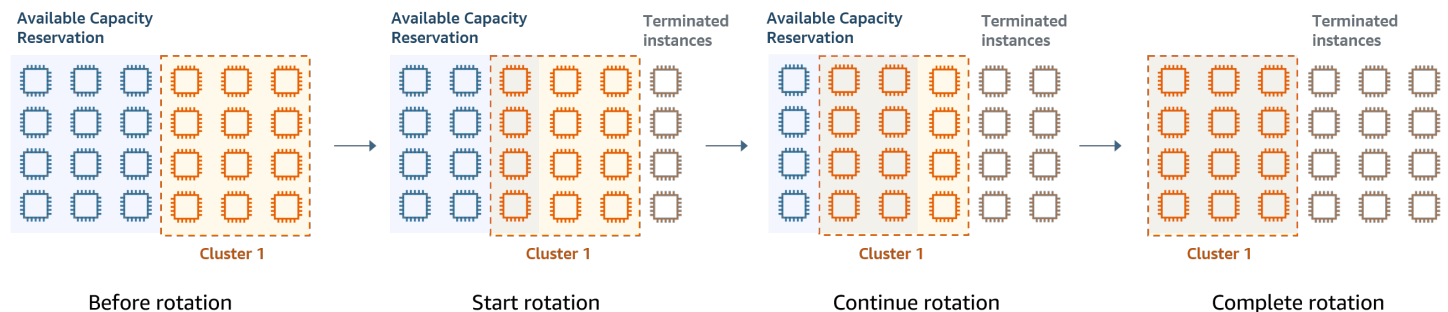 Available Capacity
Reservation
Cluster 1
Before rotation
Available Capacity
Reservation
Terminated
instances
Cluster 1
Start rotation
Available Capacity
Reservation
Terminated
instances
Cluster 1
Continue rotation
Terminated
instances
Cluster 1
Complete rotation